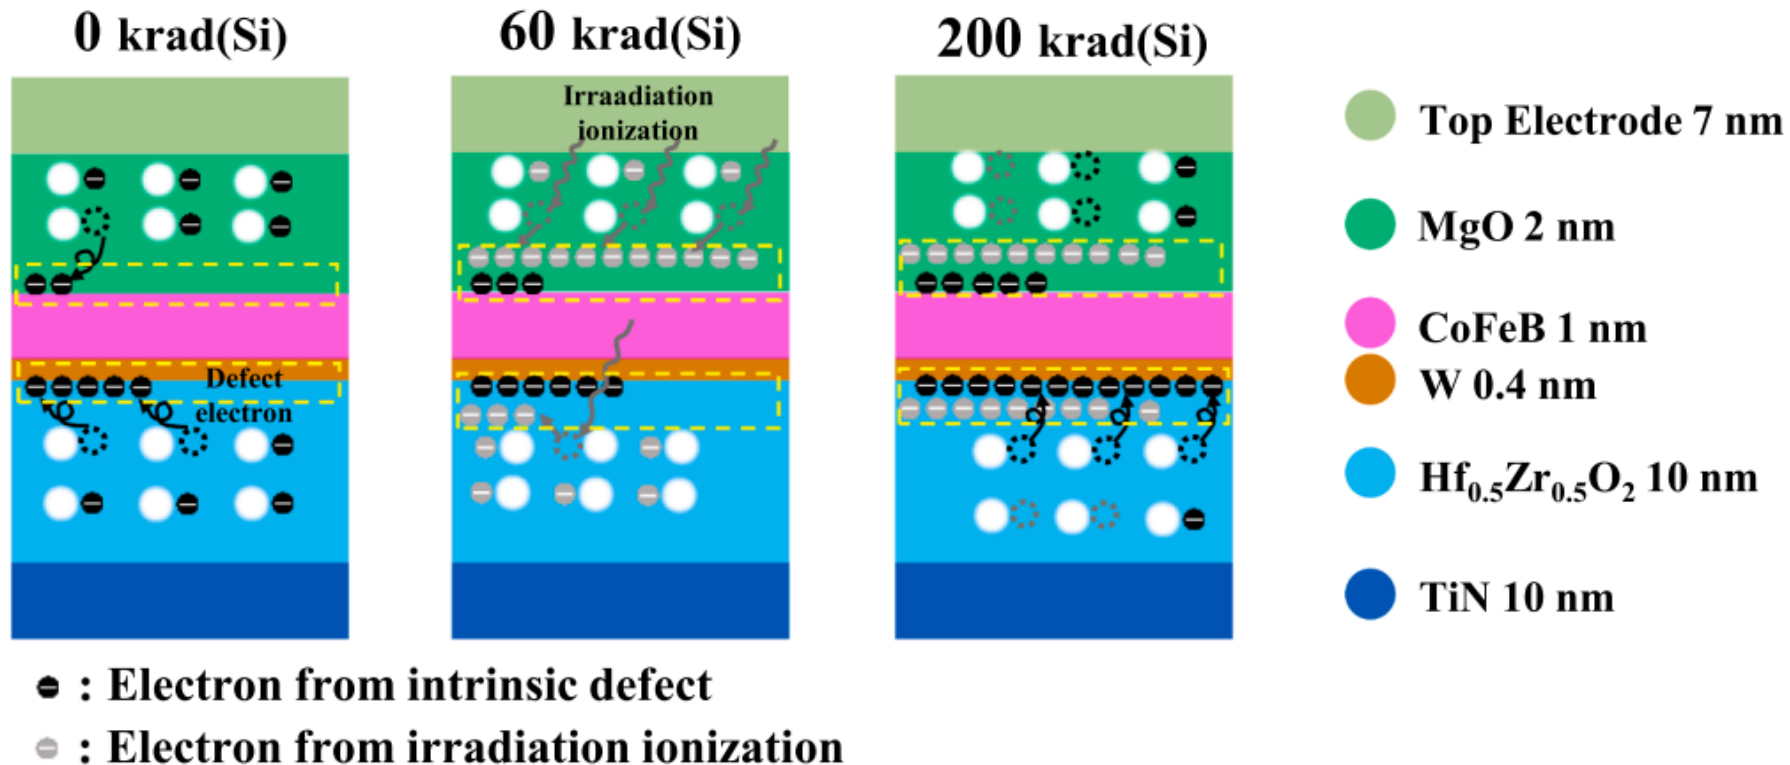 0 krad(Si)
60 krad(Si)
200 krad(Si)
Irraadiation
ionization
Defect
electron
Top Electrode 7 nm
MgO 2 nm
CoFeB 1 nm
W 0.4 nm
Hf0.5Zr0.5O2 10 nm
TiN 10 nm
: Electron from intrinsic defect
: Electron from irradiation ionization